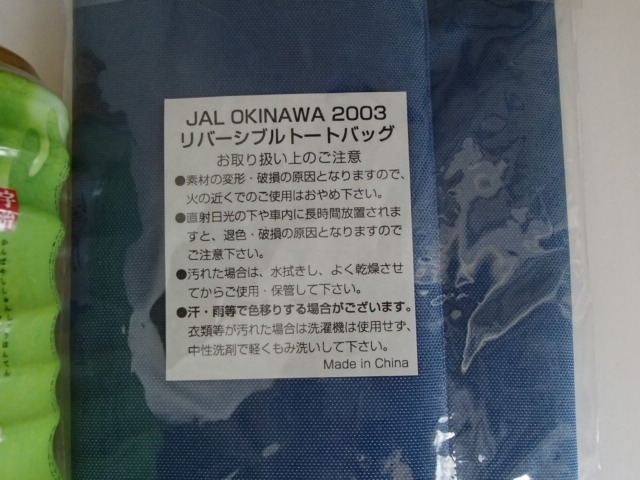 JAL OKINAWA 2003
リバーシブルトートバッグ
お取り扱い上のご注意
●素材の変形・破損の原因となりますので、
火の近くでのご使用はおやめ下さい。
●直射日光の下や車内に長時間放置されま
すと、退色・破損の原因となりますので
ご注意下さい。
●汚れた場合は、水拭きし、よく乾燥させ
てからご使用・保管して下さい。
●汗・雨等で色移りする場合がございます。
衣類等が汚れた場合は洗濯機は使用せず、
中性洗剤で軽くもみ洗いして下さい。
Made in China